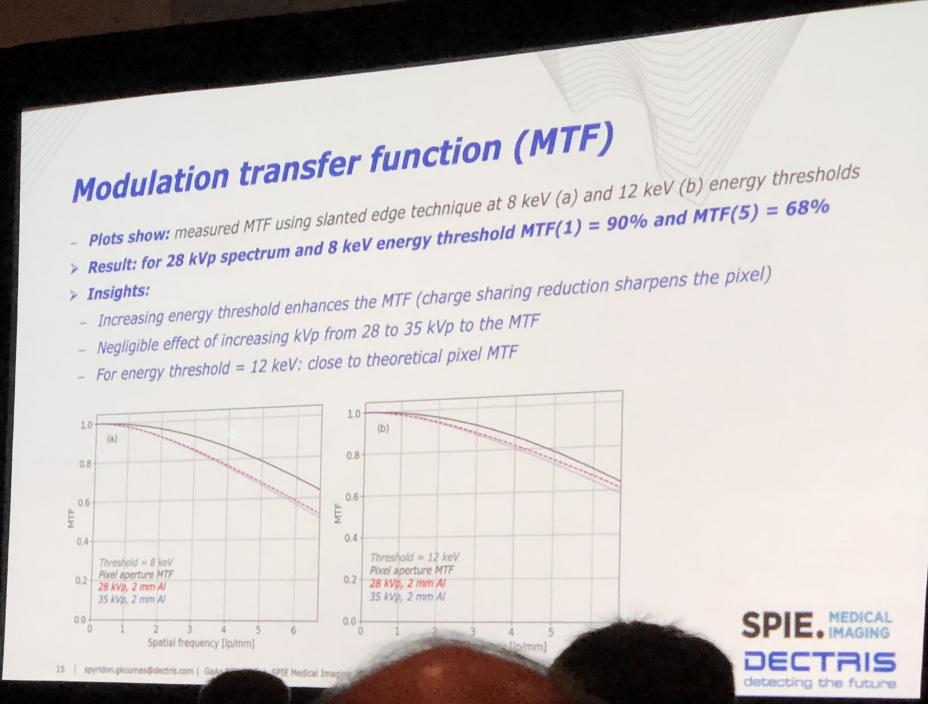 Modulation transfer function (MTF)
– Plots show: measured MTF using slanted edge technique at 8 keV (a) and 12 keV (b) energy thresholds
➢ Result: for 28 kVp spectrum and 8 keV energy threshold MTF(1) = 90% and MTF(5) = 68%
➢ Insights:
– Increasing energy threshold enhances the MTF (charge sharing reduction sharpens the pixel)
– Negligible effect of increasing kVp from 28 to 35 kVp to the MTF
– For energy threshold = 12 keV: close to theoretical pixel MTF
1.0
(a)
0.8
0.6
MTF
0.4
Threshold = 8 keV
Pixel aperture MTF
0.2
28 kVp, 2 mm Al
35 kVp, 2 mm Al
0.0
0 1 2 3 4 5 6
Spatial frequency [lp/mm]
1.0
(b)
0.8
0.6
MTF
0.4
Threshold = 12 keV
Pixel aperture MTF
0.2
28 kVp, 2 mm Al
35 kVp, 2 mm Al
0.0
0 1 2 3 4 5
[lp/mm]
15 | spyridon.gkoumas@dectris.com | GaAs SPIE Medical Imaging
SPIE. MEDICAL
IMAGING
DECTRIS
detecting the future